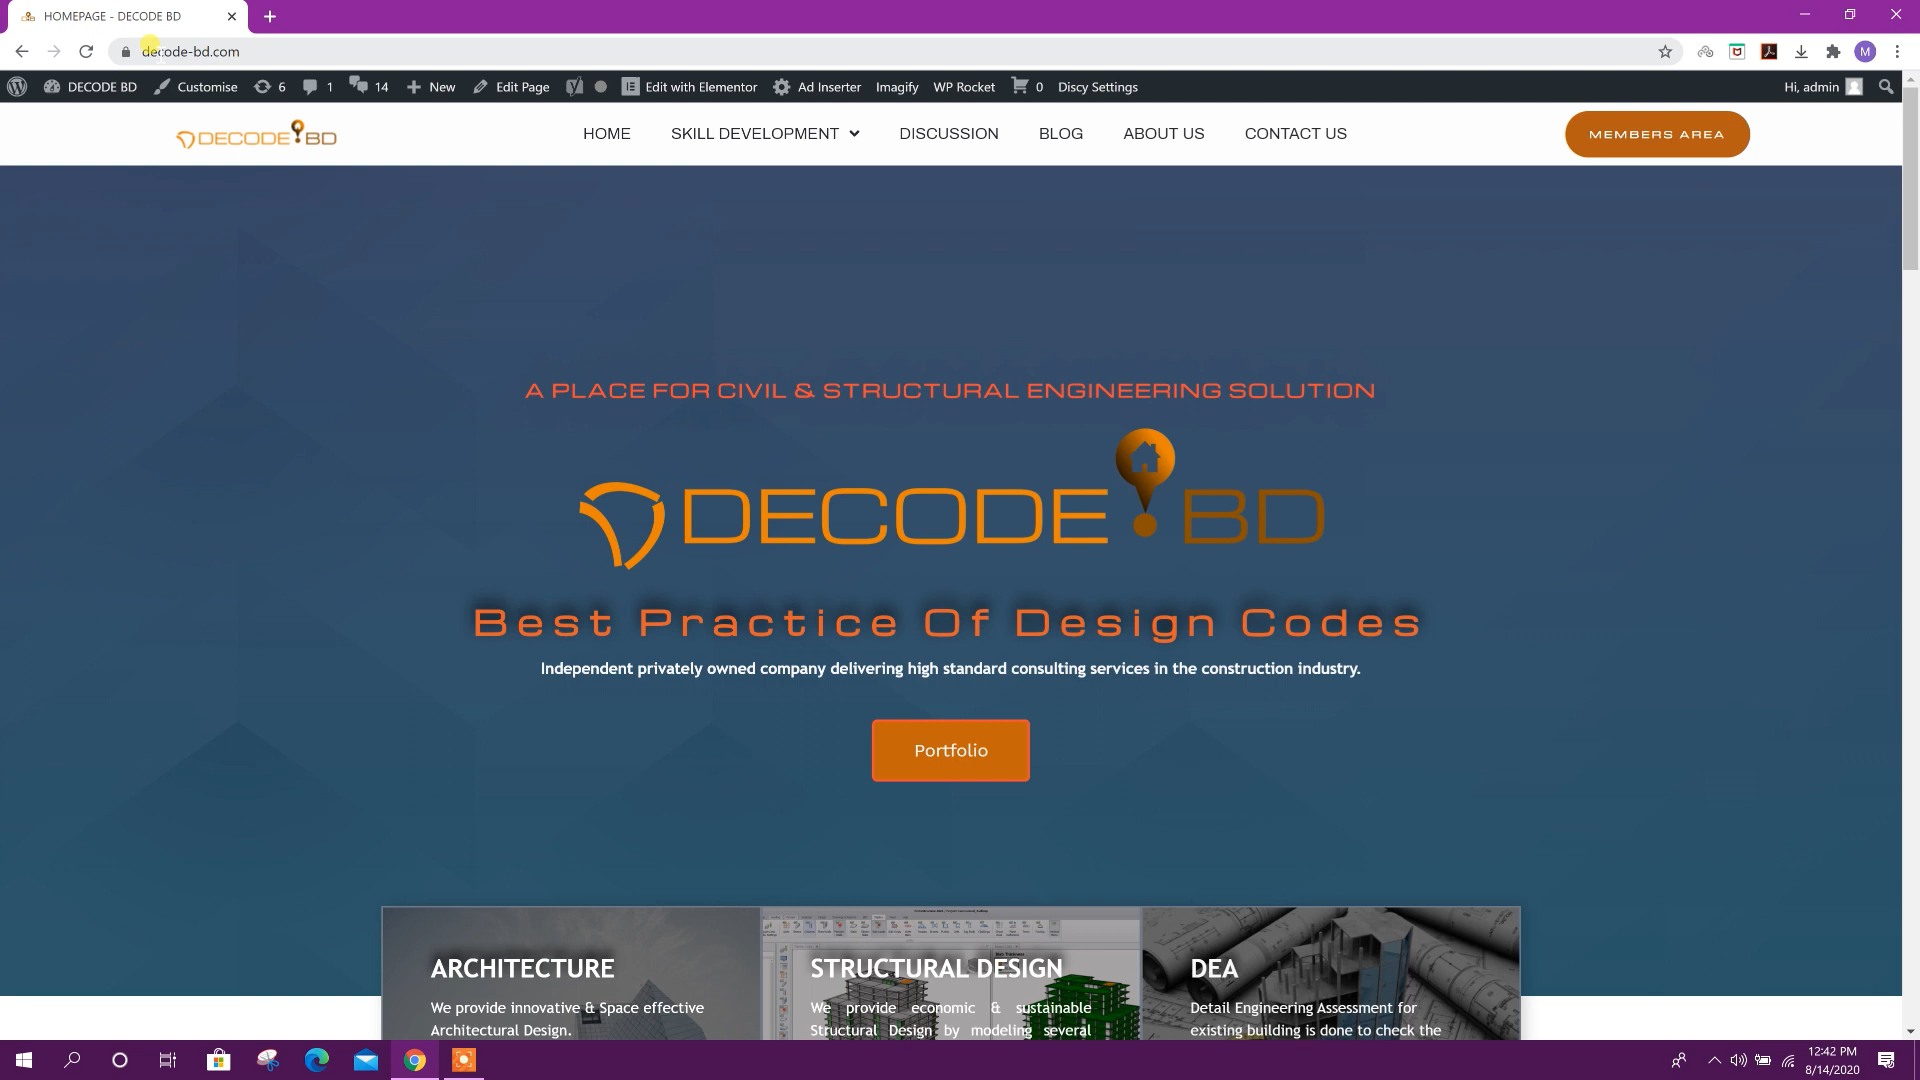 HOMEPAGE - DECODE BD
decode-bd.com
M
DECODE BD Customise 6 1 14 New Edit Page Edit with Elementor Ad Inserter Imagify WP Rocket 0 Discy Settings Hi, admin
DECODE BD
HOME SKILL DEVELOPMENT DISCUSSION BLOG ABOUT US CONTACT US
MEMBERS AREA
A PLACE FOR CIVIL & STRUCTURAL ENGINEERING SOLUTION
DECODE BD
Best Practice Of Design Codes
Independent privately owned company delivering high standard consulting services in the construction industry.
Portfolio
ARCHITECTURE
We provide innovative & Space effective
Architectural Design.
STRUCTURAL DESIGN
We provide economic & sustainable
Structural Design by modeling several
DEA
Detail Engineering Assessment for
existing building is done to check the
12:42 PM
8/14/2020